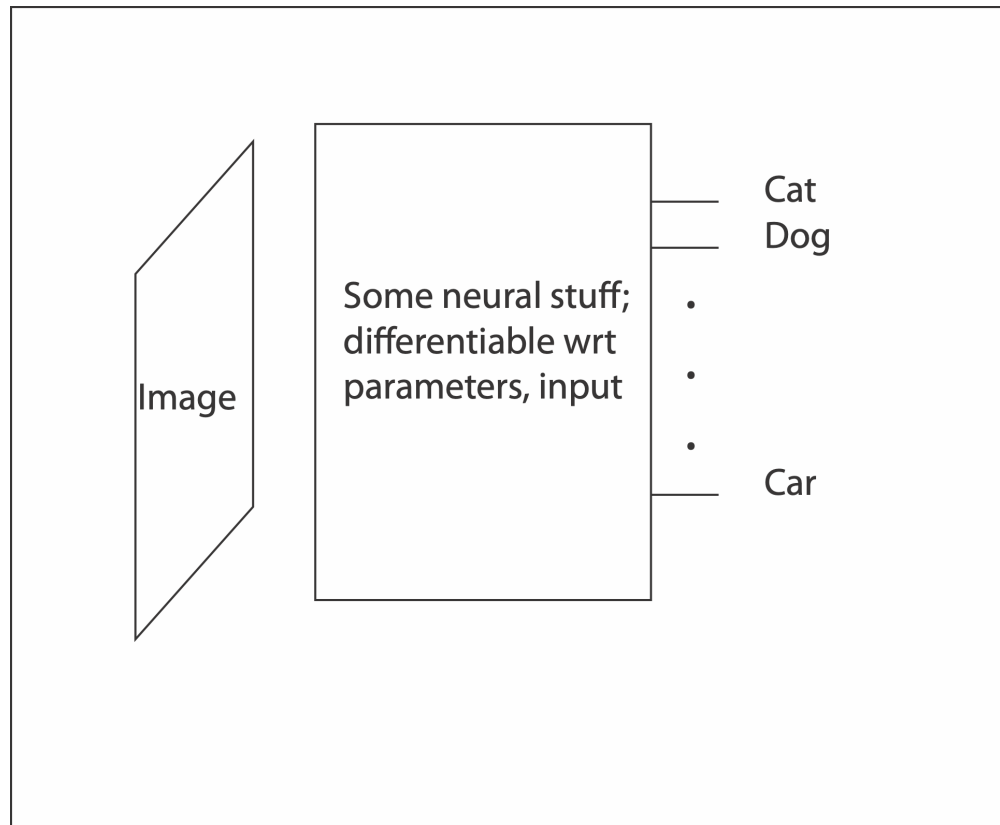 Image
Some neural stuff;
differentiable wrt
parameters, input
Cat
Dog
Car